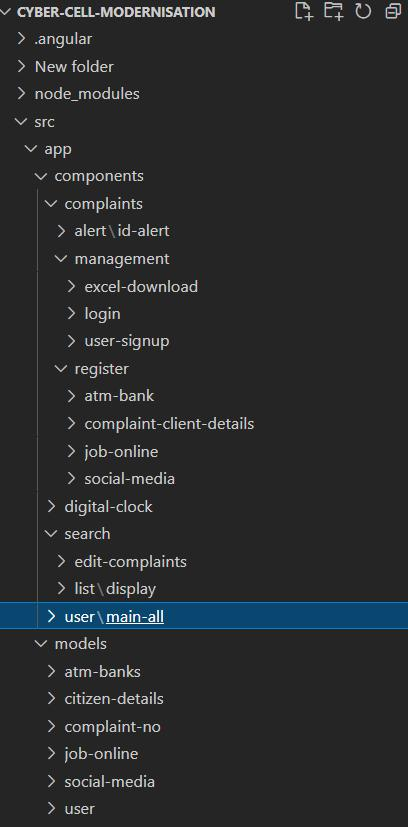 CYBER-CELL-MODERNISATION
.angular
New folder
node_modules
src
app
components
complaints
alert\id-alert
management
excel-download
login
user-signup
register
atm-bank
complaint-client-details
job-online
social-media
digital-clock
search
edit-complaints
list\display
user\main-all
models
atm-banks
citizen-details
complaint-no
job-online
social-media
user